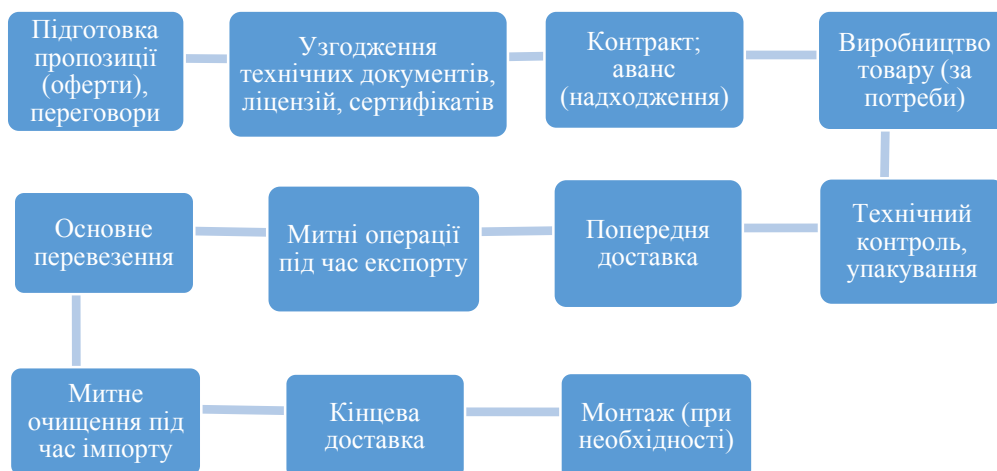 Підготовка
пропозиції
(оферти),
переговори
Узгодження
технічних документів,
ліцензій, сертифікатів
Контракт;
аванс
(надходження)
Виробництво
товару (за
потреби)
Основне
перевезення
Митні операції
під час експорту
Попередня
доставка
Технічний
контроль,
упакування
Митне
очищення під
час імпорту
Кінцева
доставка
Монтаж (при
необхідності)